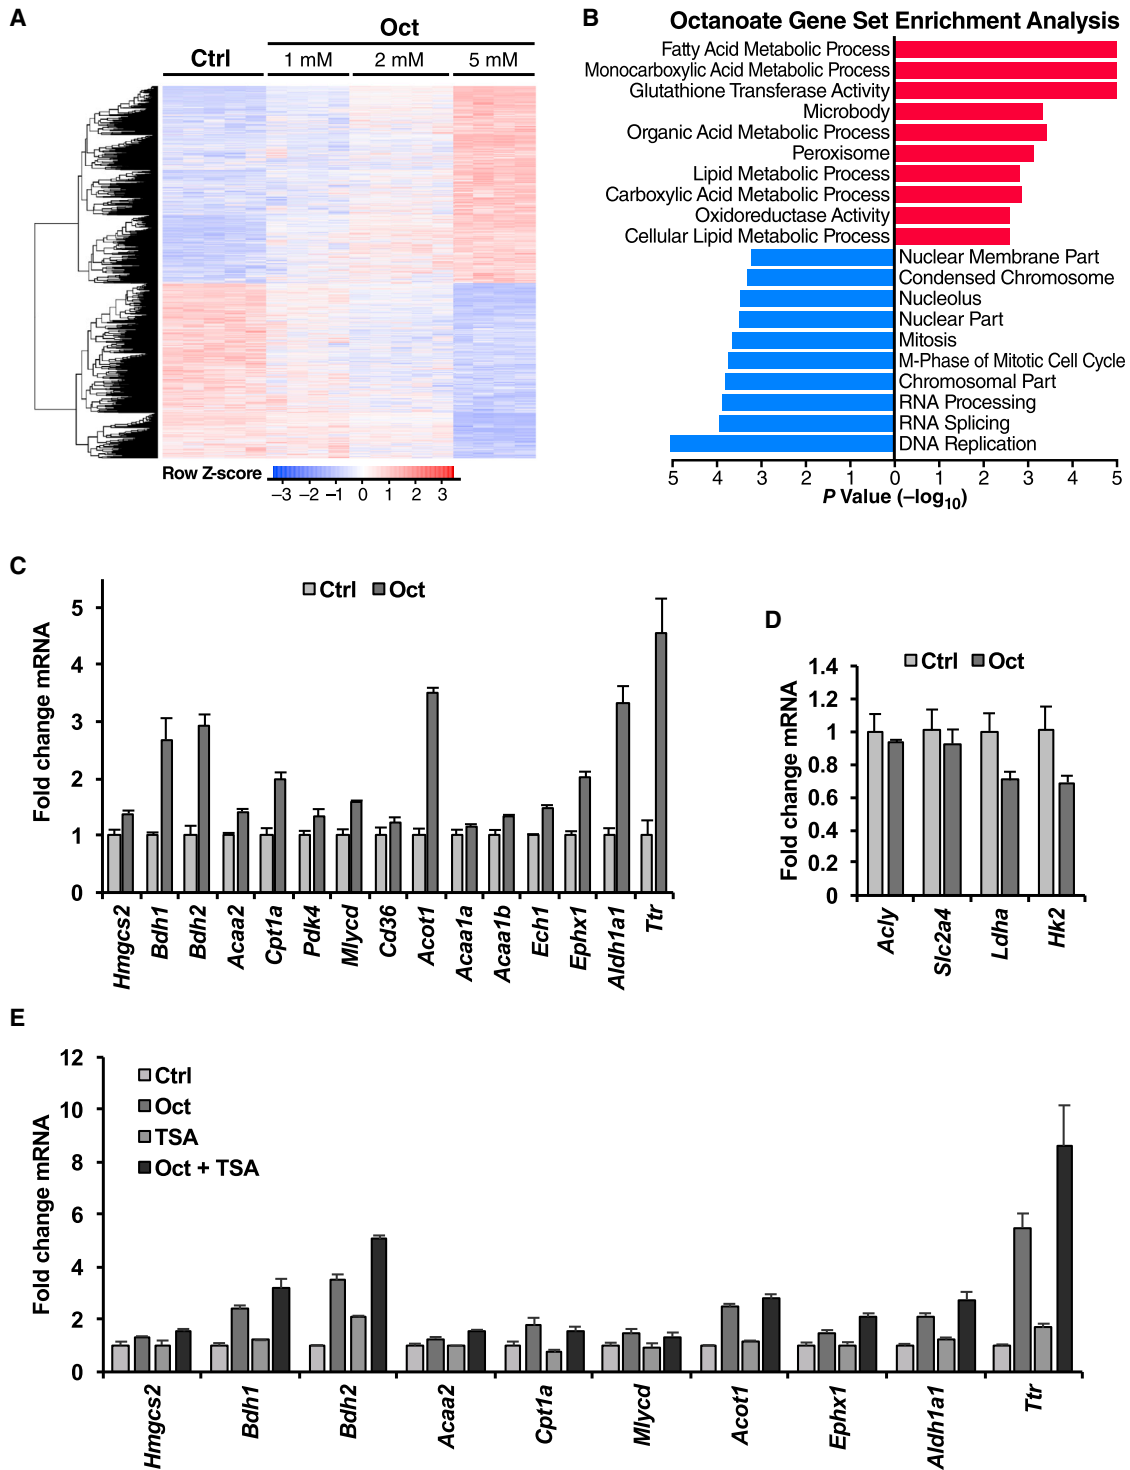 A
Oct
Ctrl
1 mM
2 mM
5 mM
Row Z-score
–3 –2 –1 0 1 2 3
B
Octanoate Gene Set Enrichment Analysis
Fatty Acid Metabolic Process
Monocarboxylic Acid Metabolic Process
Glutathione Transferase Activity
Microbody
Organic Acid Metabolic Process
Peroxisome
Lipid Metabolic Process
Carboxylic Acid Metabolic Process
Oxidoreductase Activity
Cellular Lipid Metabolic Process
Nuclear Membrane Part
Condensed Chromosome
Nucleolus
Nuclear Part
Mitosis
M-Phase of Mitotic Cell Cycle
Chromosomal Part
RNA Processing
RNA Splicing
DNA Replication
5 4 3 2 1 0 1 2 3 4 5
P Value (–log10)
C
Ctrl Oct
Fold change mRNA
5
4
3
2
1
0
Hmgcs2
Bdh1
Bdh2
Acaa2
Cpt1a
Pdk4
Mlycd
Cd36
Acot1
Acaa1a
Acaa1b
Ech1
Ephx1
Aldh1a1
Ttr
D
Ctrl Oct
Fold change mRNA
1.4
1.2
1
0.8
0.6
0.4
0.2
0
Acly
Slc2a4
Ldha
Hk2
E
Ctrl
Oct
TSA
Oct + TSA
Fold change mRNA
12
10
8
6
4
2
0
Hmgcs2
Bdh1
Bdh2
Acaa2
Cpt1a
Mlycd
Acot1
Ephx1
Aldh1a1
Ttr